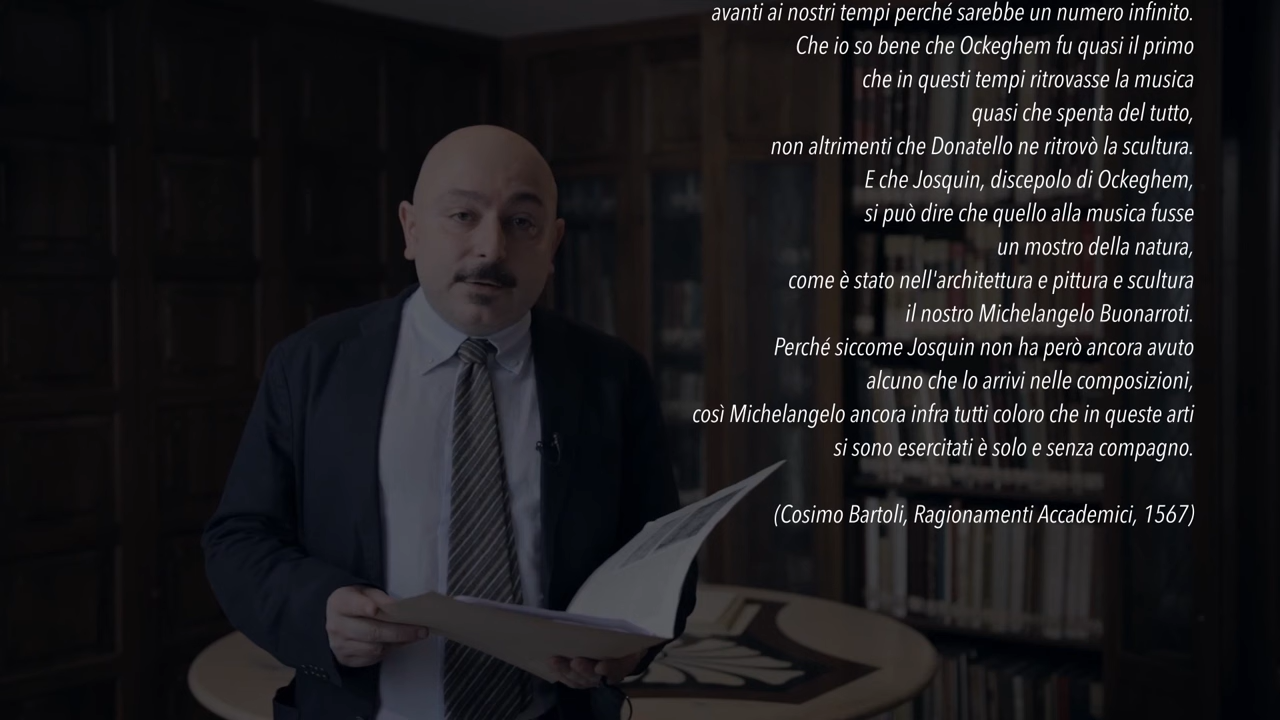 avanti ai nostri tempi perché sarebbe un numero infinito.
Che io so bene che Ockeghem fu quasi il primo
che in questi tempi ritrovasse la musica
quasi che spenta del tutto,
non altrimenti che Donatello ne ritrovò la scultura.
E che Josquin, discepolo di Ockeghem,
si può dire che quello alla musica fusse
un mostro della natura,
come è stato nell'architettura e pittura e scultura
il nostro Michelangelo Buonarroti.
Perché siccome Josquin non ha però ancora avuto
alcuno che lo arrivi nelle composizioni,
così Michelangelo ancora infra tutti coloro che in queste arti
si sono esercitati è solo e senza compagno.
(Cosimo Bartoli, Ragionamenti Accademici, 1567)